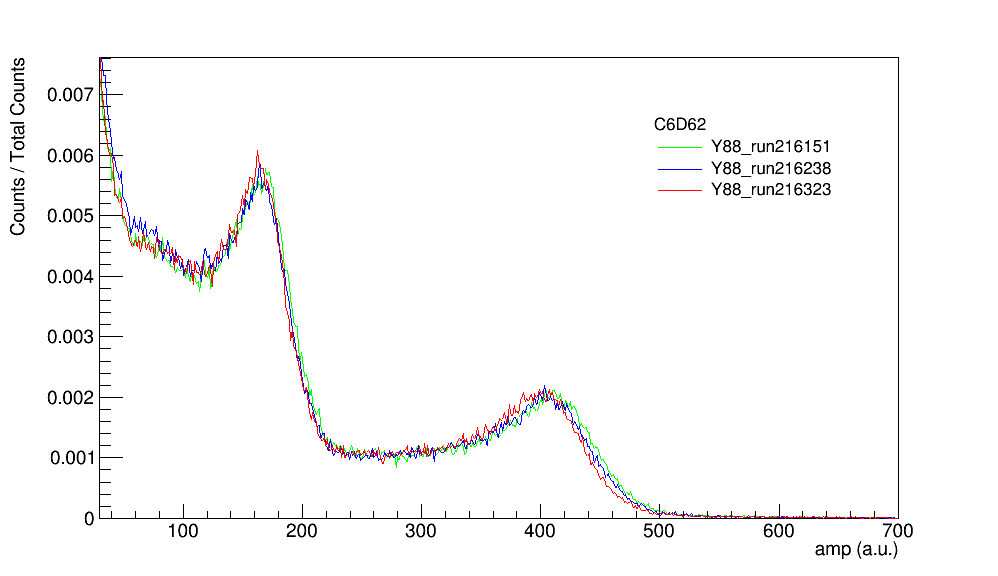 Counts / Total Counts
0.007
0.006
0.005
0.004
0.003
0.002
0.001
0
C6D62
Y88_run216151
Y88_run216238
Y88_run216323
100 200 300 400 500 600 700
amp (a.u.)